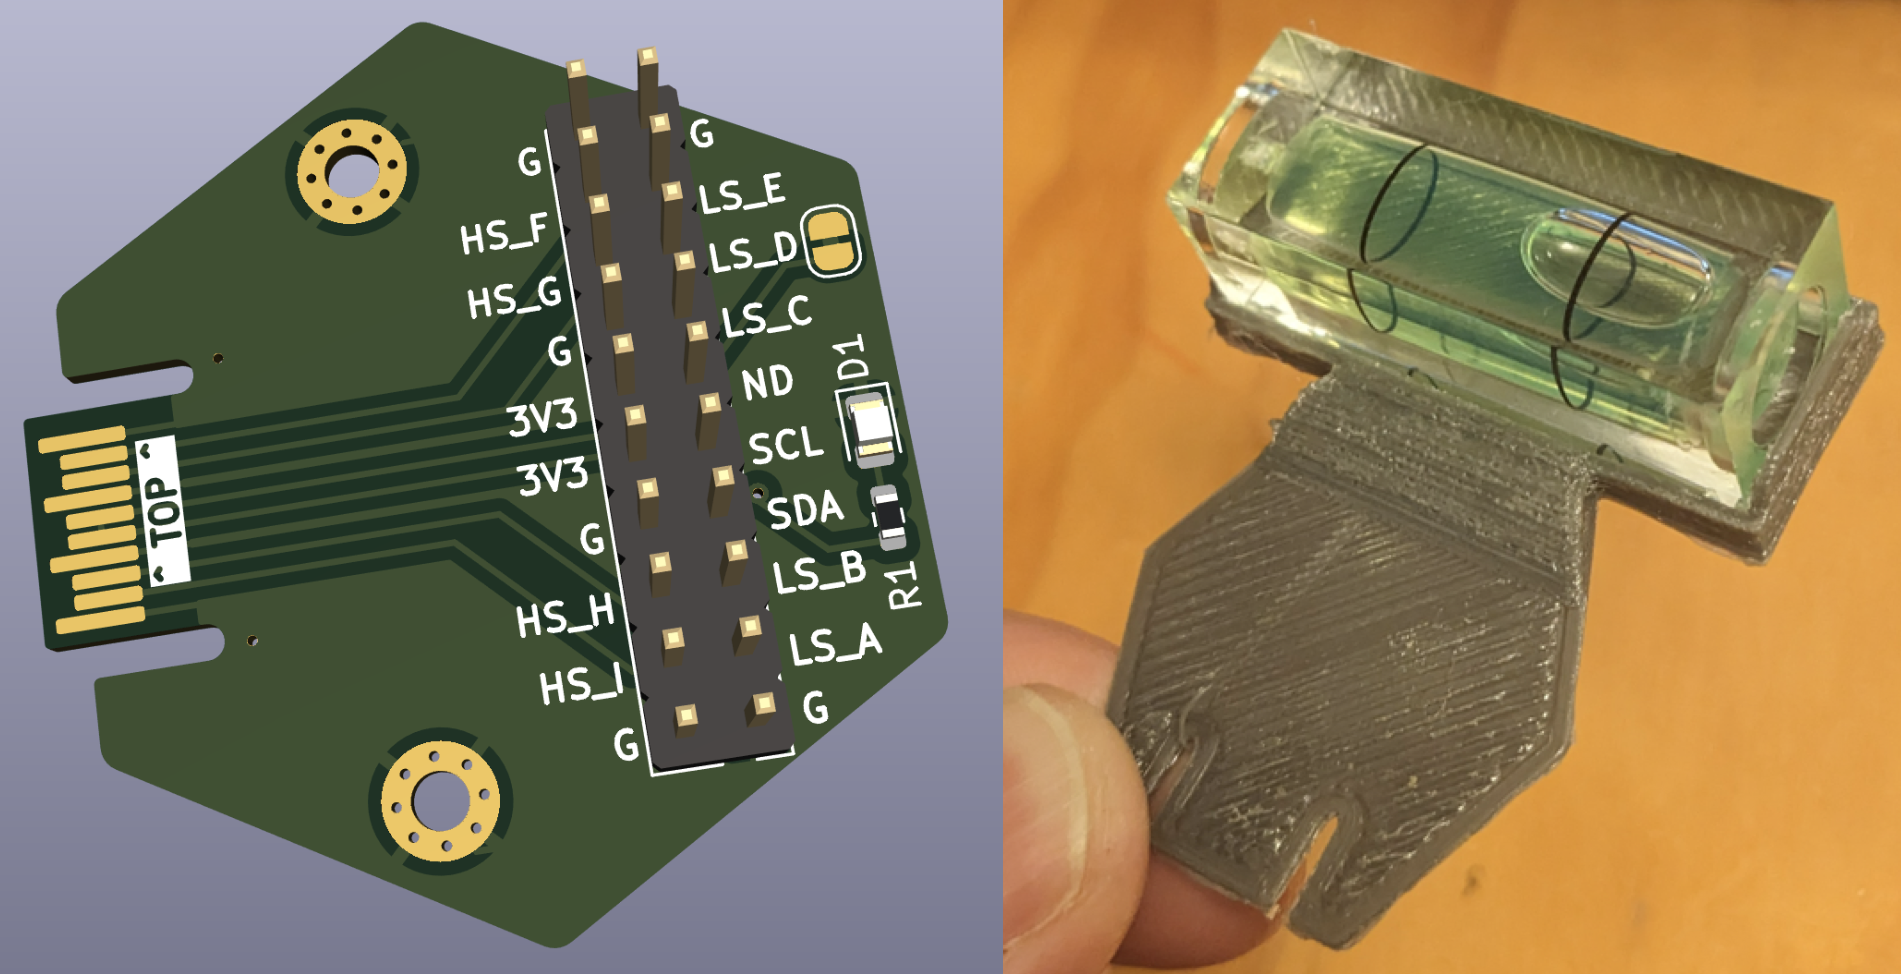 G
HS_F
HS_G
G
3V3
3V3
G
HS_H
HS_I
G
G
LS_E
LS_D
LS_C
ND
SCL
SDA
LS_B
LS_A
G
D1
R1
TOP